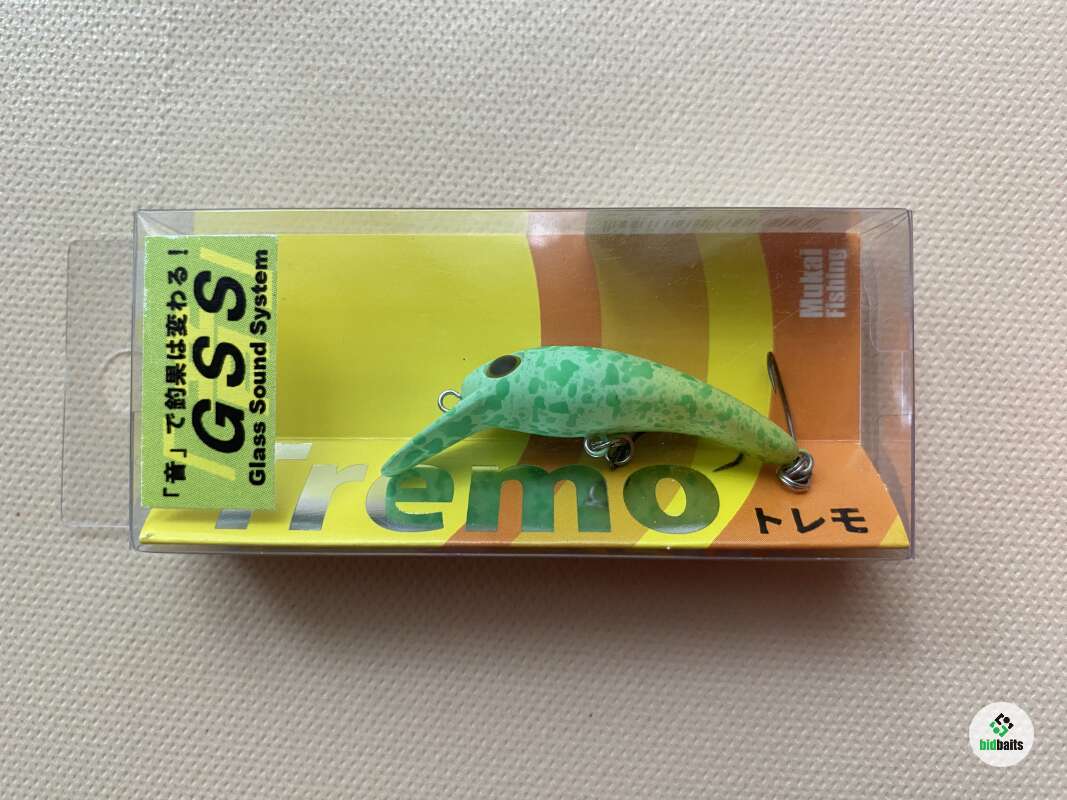 「音」で釣果は変わる!
GSS
Glass Sound System
Mukai
Fishing
Tremo
トレモ
bidbaits